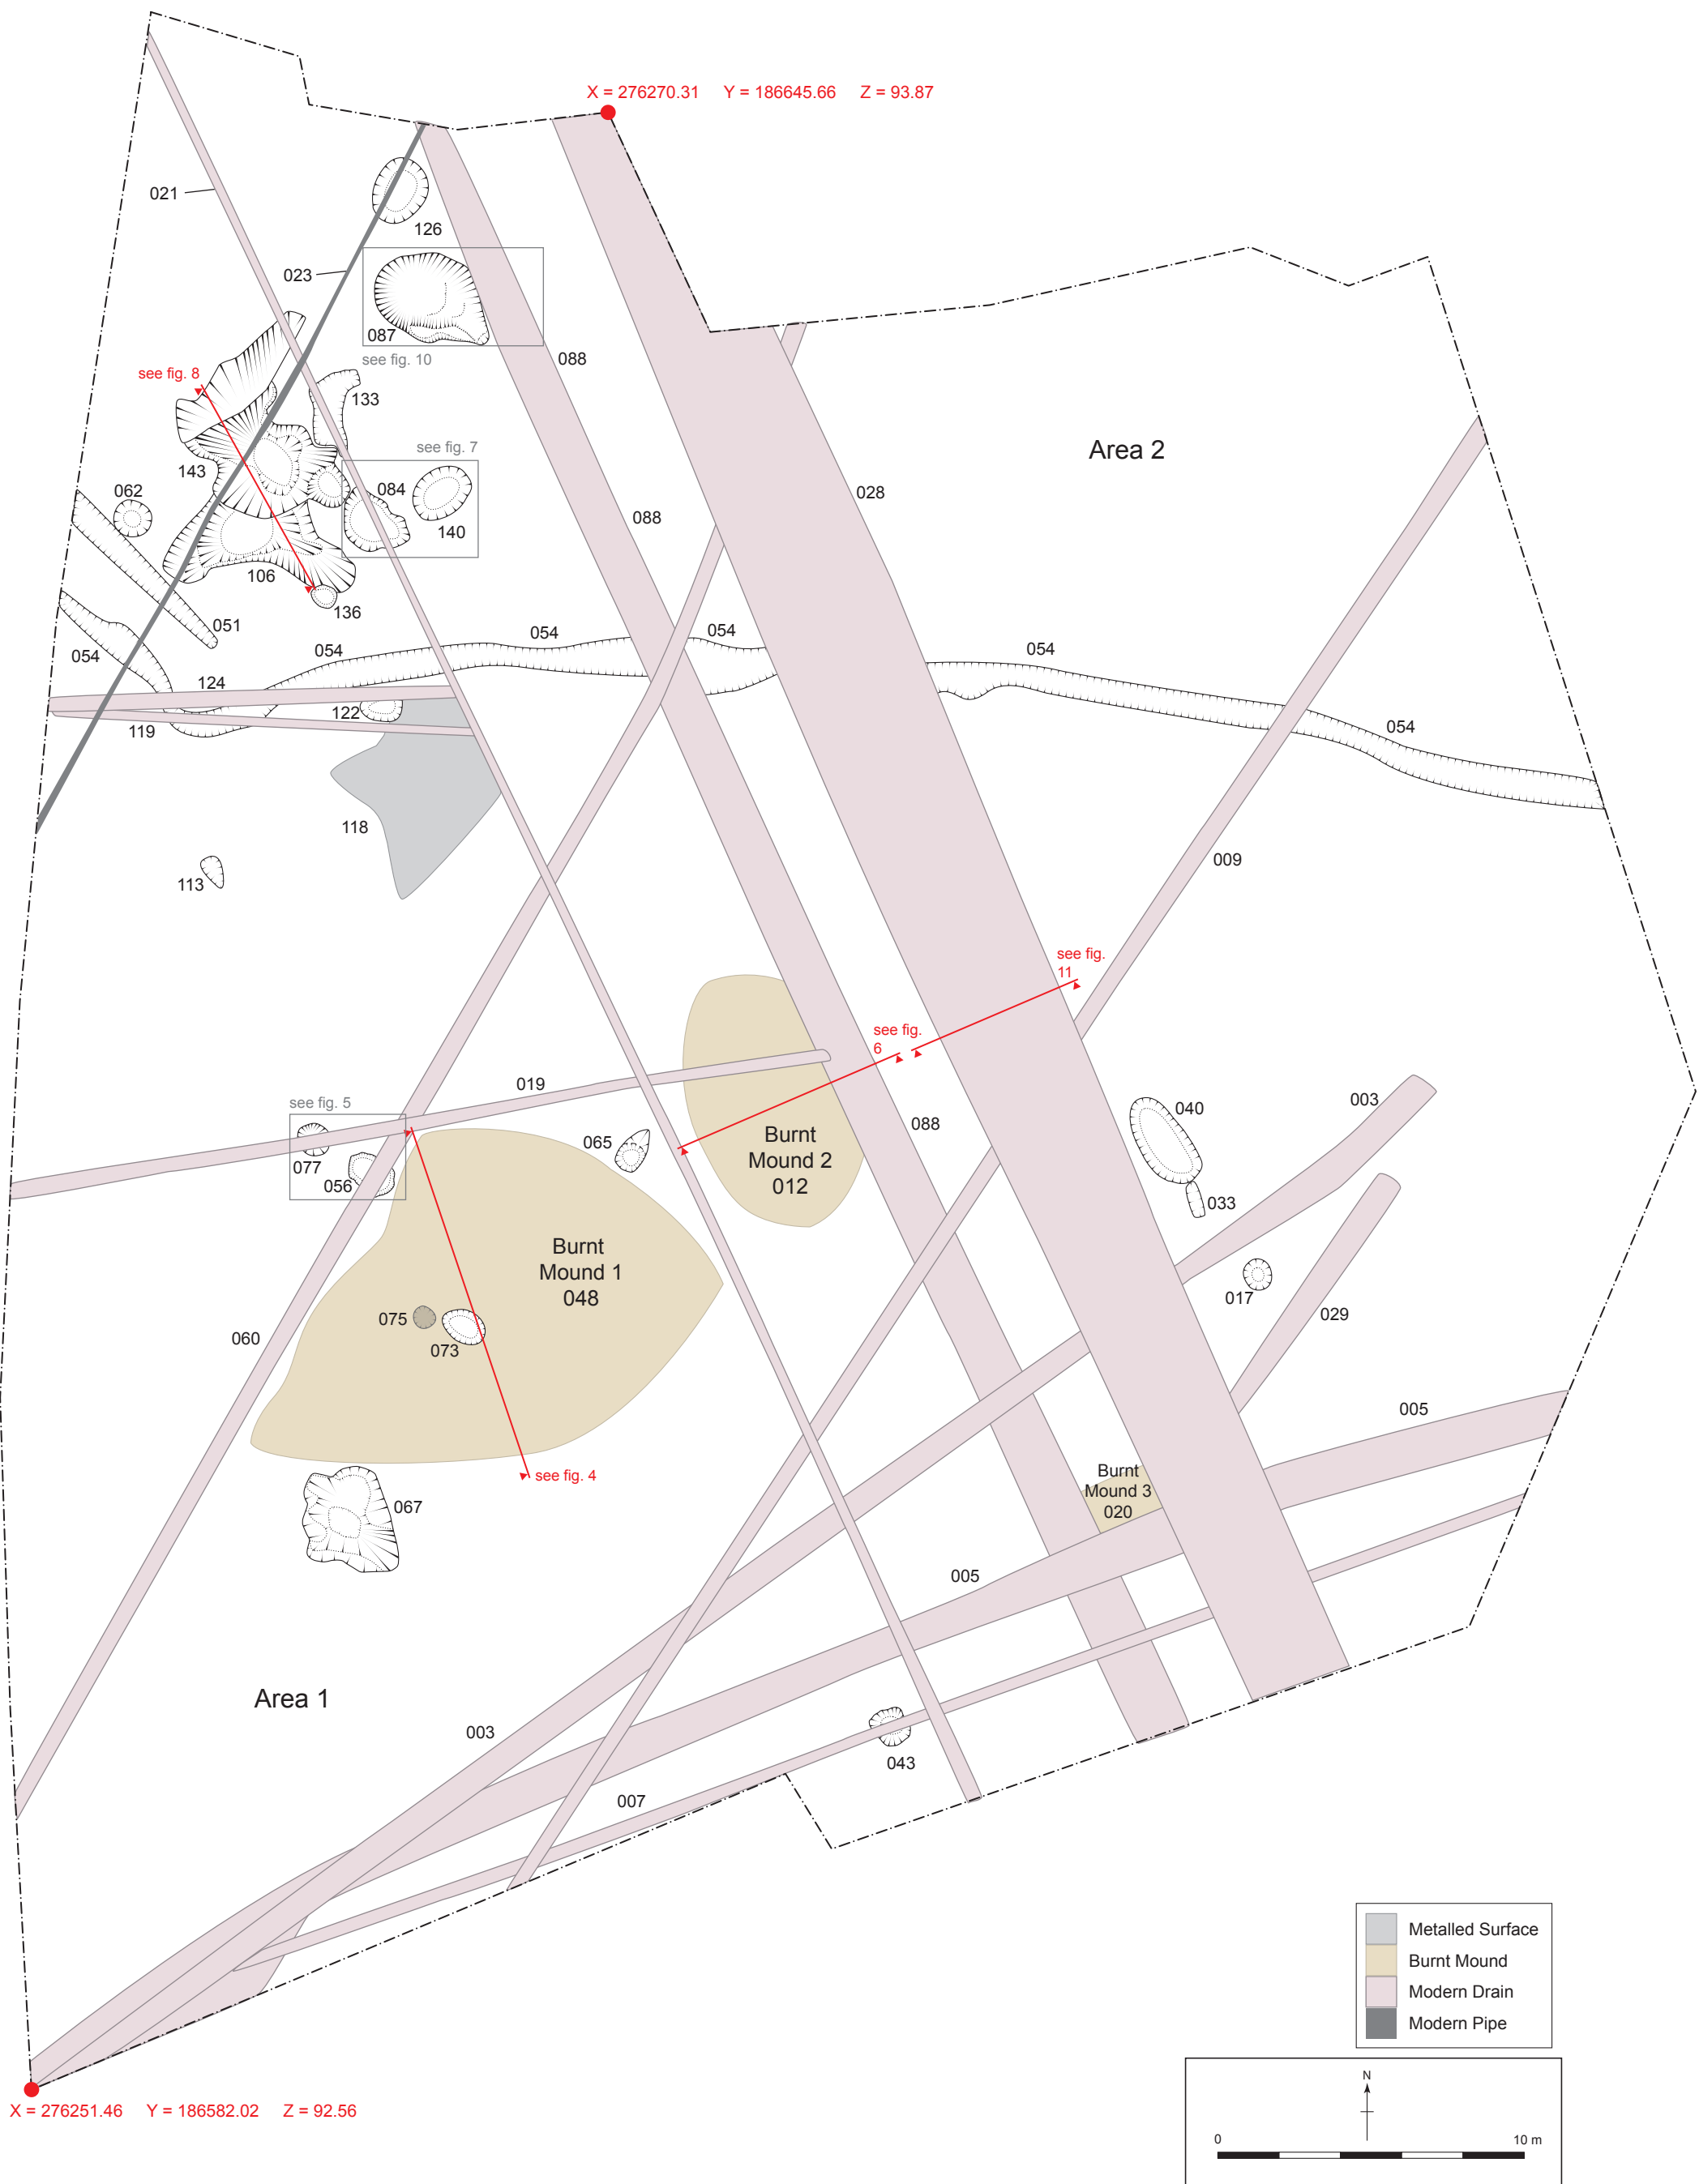 X = 276270.31 Y = 186645.66 Z = 93.87
021
126
023
087
see fig. 10
088
see fig. 8
133
see fig. 7
Area 2
143
062
084
140
028
088
106
136
051
054
054
054
054
054
124
122
119
054
118
113
009
see fig.
11
see fig.
6
019
see fig. 5
040
003
088
065
Burnt
Mound 2
012
077
056
033
Burnt
Mound 1
048
017
029
075
073
060
005
see fig. 4
Burnt
Mound 3
020
067
005
Area 1
003
043
007
Metalled Surface
Burnt Mound
Modern Drain
Modern Pipe
N
0
10 m
X = 276251.46 Y = 186582.02 Z = 92.56